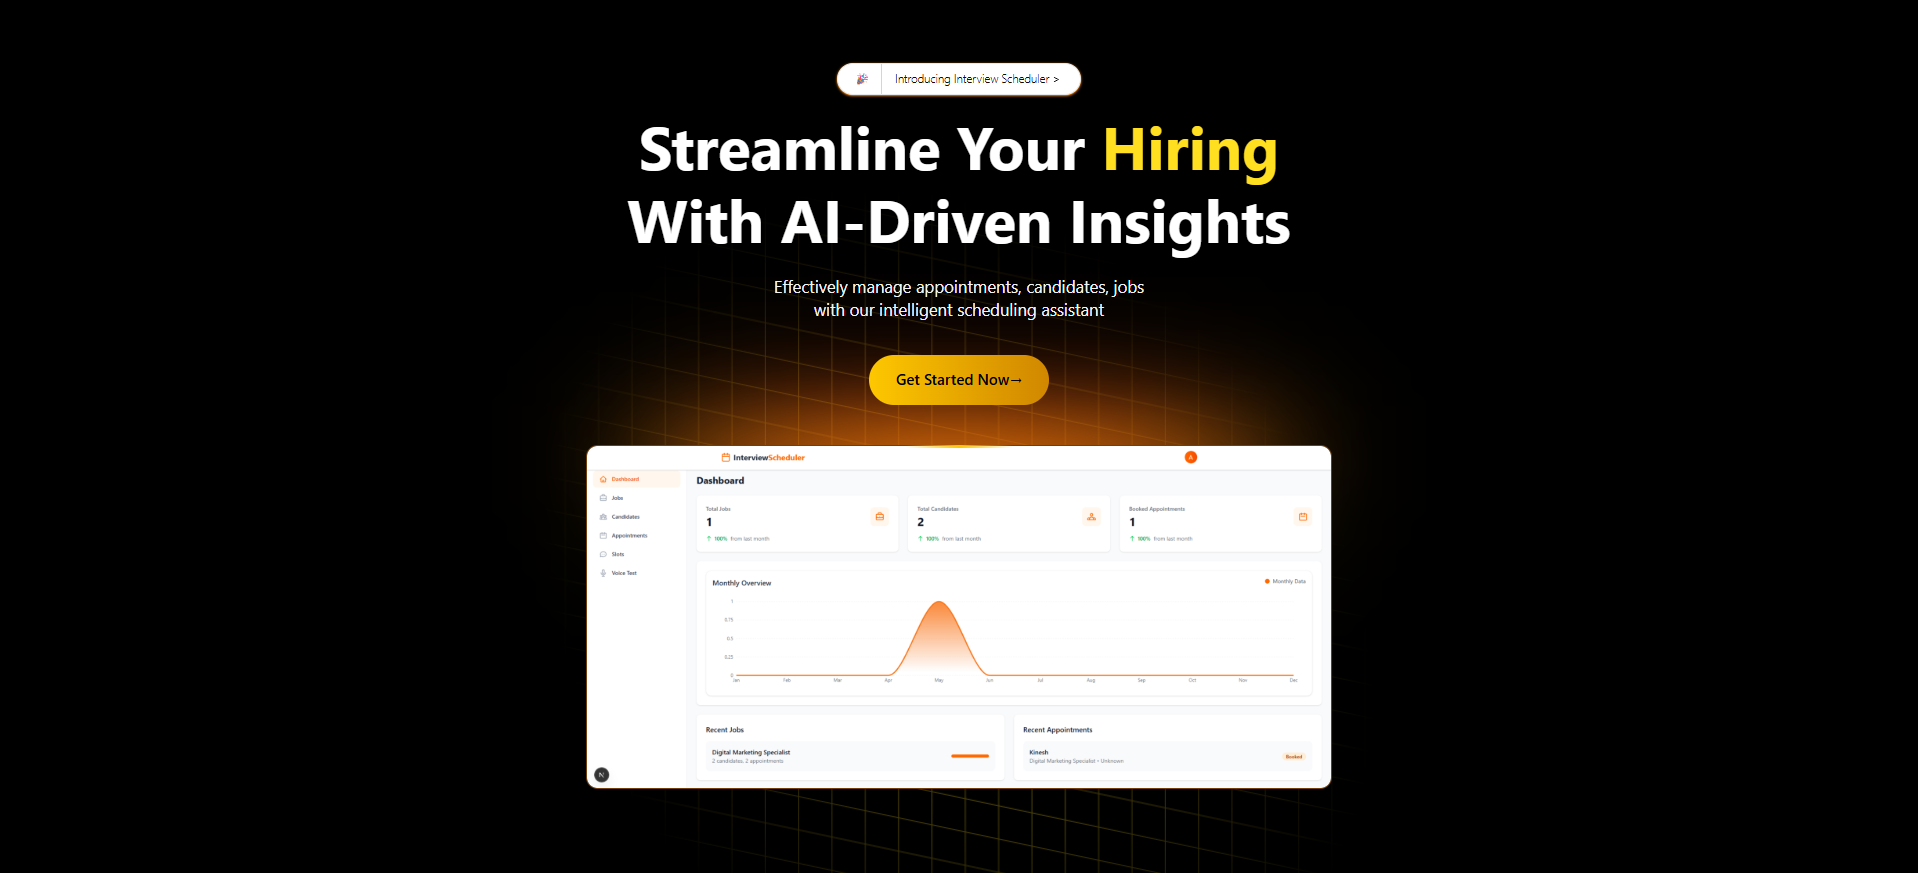 🎉 Introducing Interview Scheduler >
Streamline Your Hiring
With AI-Driven Insights
Effectively manage appointments, candidates, jobs
with our intelligent scheduling assistant
Get Started Now→
InterviewScheduler
A
Dashboard
Jobs
Candidates
Appointments
Slots
Voice Test
N
Dashboard
Total Jobs
1
↑ 100% from last month
Total Candidates
2
↑ 100% from last month
Booked Appointments
1
↑ 100% from last month
Monthly Overview
Monthly Data
1
0.75
0.5
0.25
0
Jan Feb Mar Apr May Jun Jul Aug Sep Oct Nov Dec
Recent Jobs
Digital Marketing Specialist
2 candidates, 2 appointments
Recent Appointments
Kinesh
Digital Marketing Specialist • Unknown
Booked